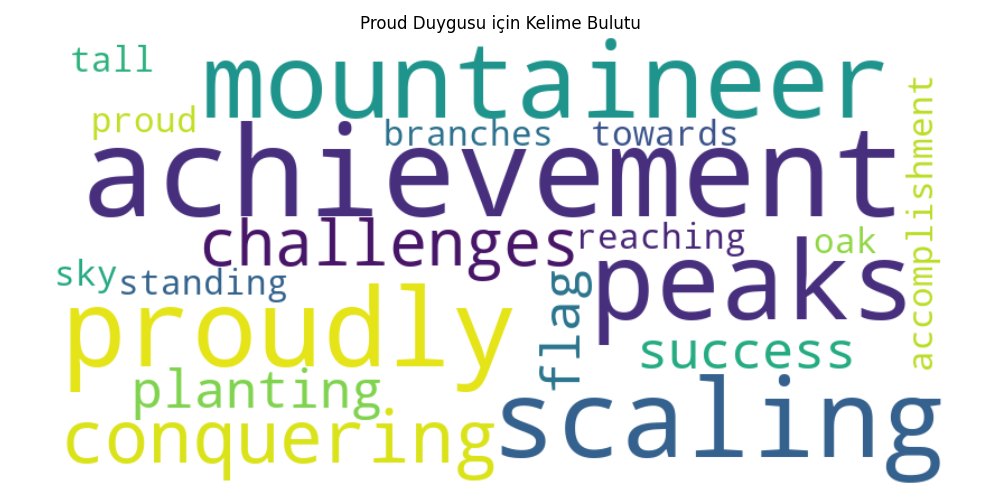 Proud Duygusu için Kelime Bulutu
tall
mountaineer
proud
branches
towards
achievement
accomplishment
challenges
reaching
oak
sky
standing
peaks
proudly
flag
success
planting
scaling
conquering